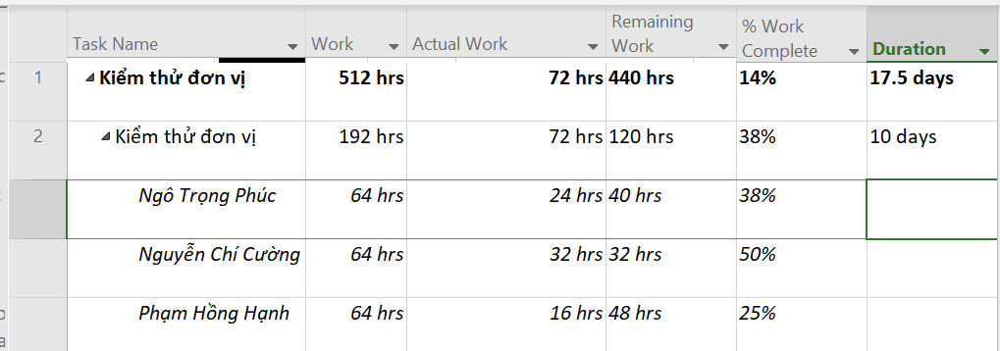 Task Name Work Actual Work Remaining Work % Work Complete Duration
1 Kiểm thử đơn vị 512 hrs 72 hrs 440 hrs 14% 17.5 days
2 Kiểm thử đơn vị 192 hrs 72 hrs 120 hrs 38% 10 days
Ngô Trọng Phúc 64 hrs 24 hrs 40 hrs 38%
Nguyễn Chí Cường 64 hrs 32 hrs 32 hrs 50%
Phạm Hồng Hạnh 64 hrs 16 hrs 48 hrs 25%